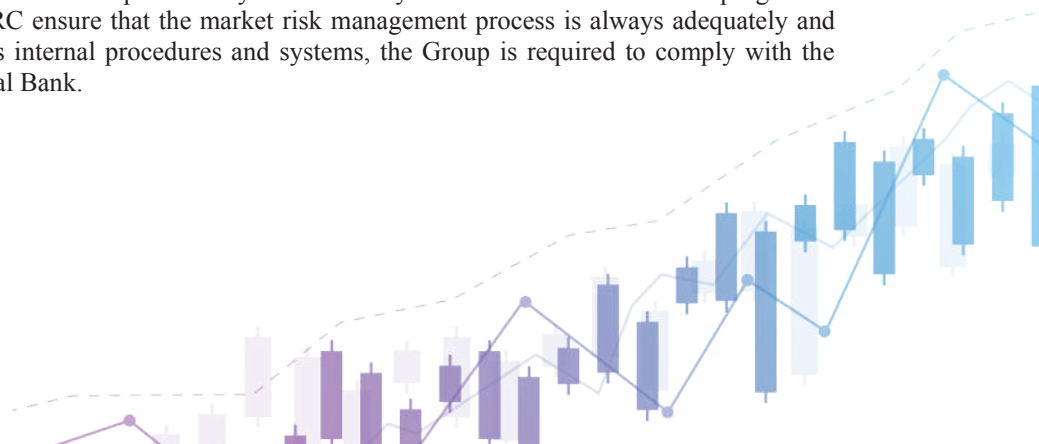 RC ensure that the market risk management process is always adequately and
s internal procedures and systems, the Group is required to comply with the
al Bank.